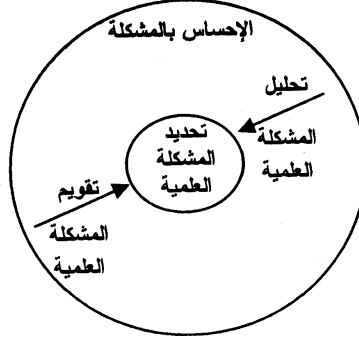 الإحساس بالمشكلة
تحليل
المشكلة
العلمية
تحديد
المشكلة
العلمية
تقويم
المشكلة
العلمية